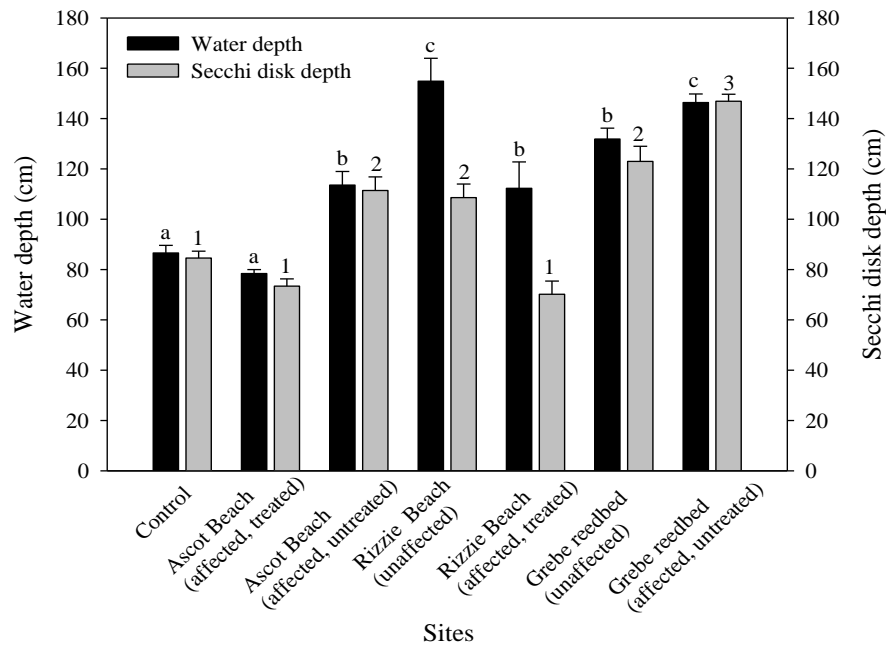 180
160
140
120
100
80
60
40
20
0
Water depth (cm)
Water depth
Secchi disk depth
a
1
a
1
b
2
c
2
b
1
b
2
c
3
180
160
140
120
100
80
60
40
20
0
Secchi disk depth (cm)
Control
Ascot Beach
(affected, treated)
Ascot Beach
(affected, untreated)
Rizzie Beach
(unaffected)
Rizzie Beach
(affected, treated)
Grebe reedbed
(unaffected)
Grebe reedbed
(affected, untreated)
Sites